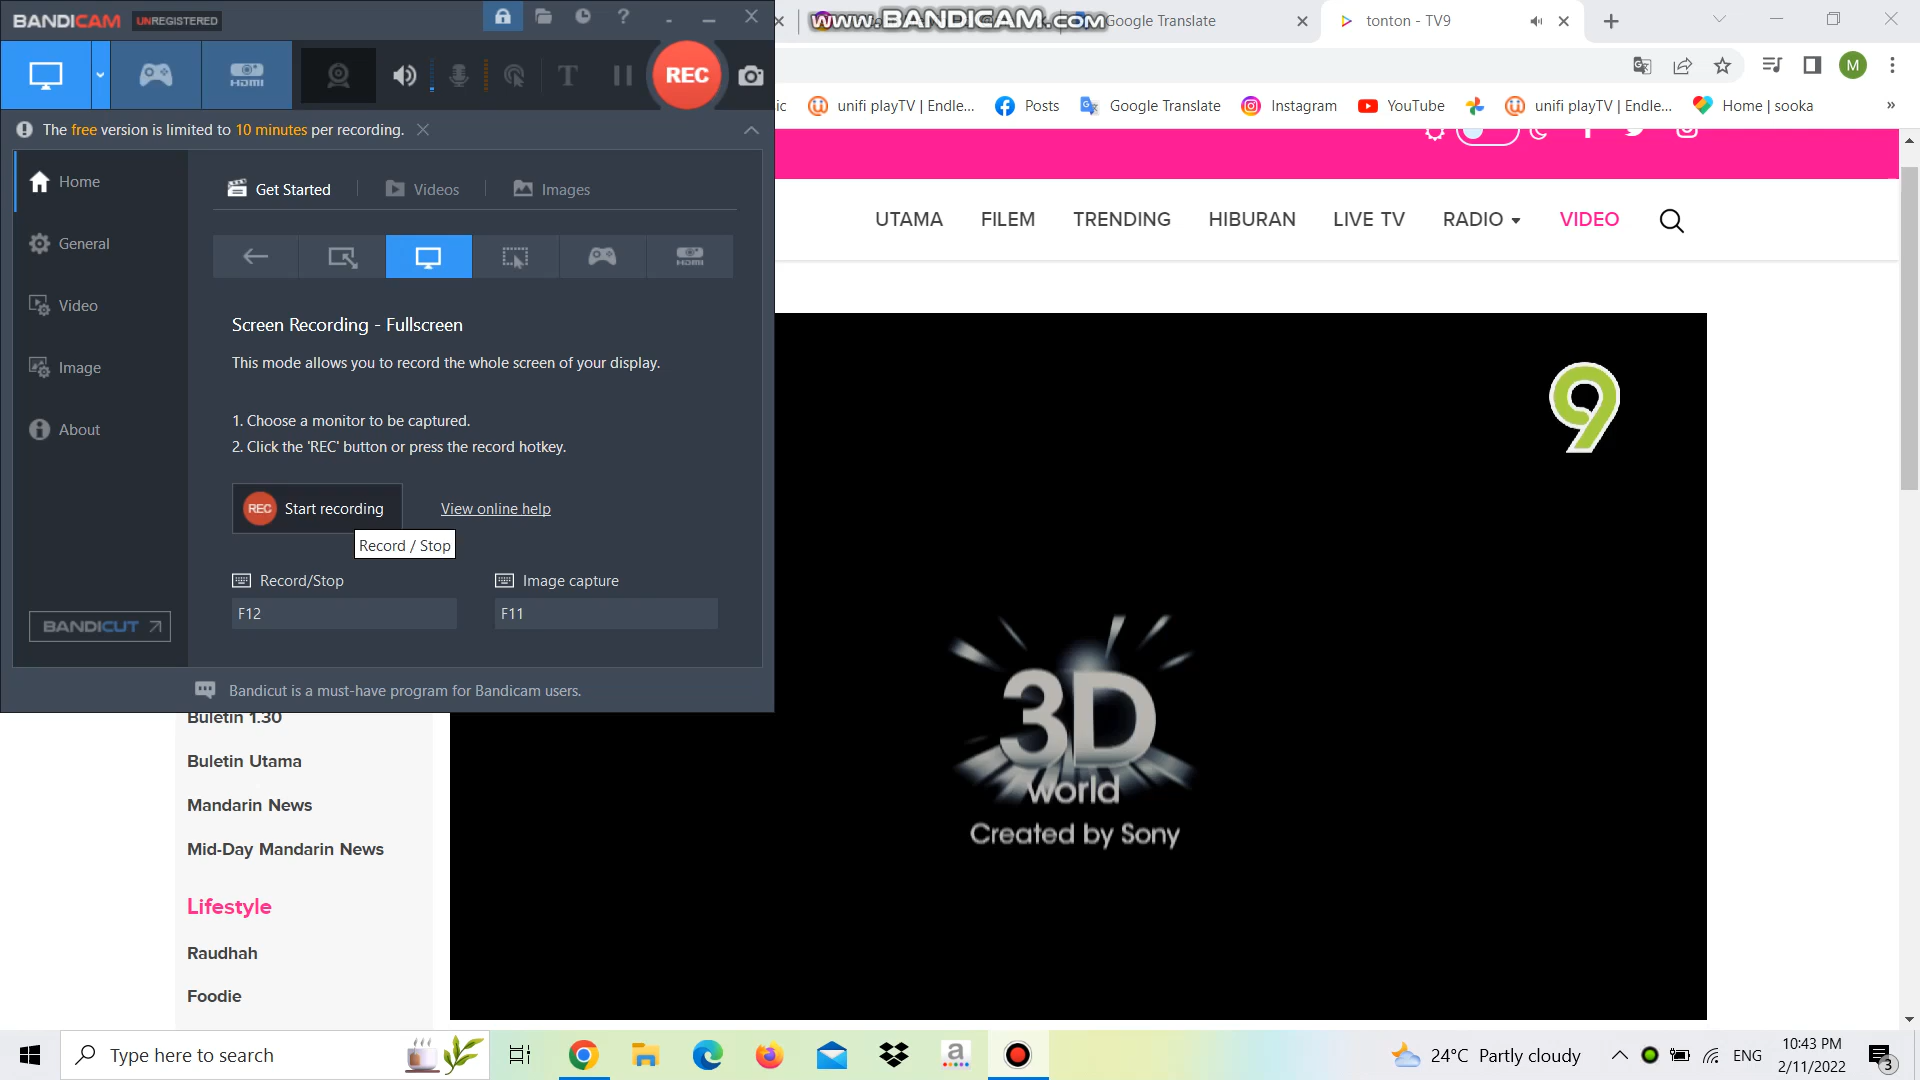 BANDICAM UNREGISTERED
www.BANDICAM.com
Google Translate
tonton - TV9
REC
HDMI
T
M
unifi playTV | Endle...
Posts
Google Translate
Instagram
YouTube
unifi playTV | Endle...
Home | sooka
The free version is limited to 10 minutes per recording.
Home
General
Video
Image
About
BANDICUT
Get Started
Videos
Images
HDMI
Screen Recording - Fullscreen
This mode allows you to record the whole screen of your display.
1. Choose a monitor to be captured.
2. Click the 'REC' button or press the record hotkey.
REC Start recording
View online help
Record / Stop
Record/Stop
Image capture
F12
F11
Bandicut is a must-have program for Bandicam users.
UTAMA
FILEM
TRENDING
HIBURAN
LIVE TV
RADIO
VIDEO
9
3D
world
Created by Sony
Buletin 1.30
Buletin Utama
Mandarin News
Mid-Day Mandarin News
Lifestyle
Raudhah
Foodie
Type here to search
a
24°C Partly cloudy
ENG
10:43 PM
2/11/2022
3